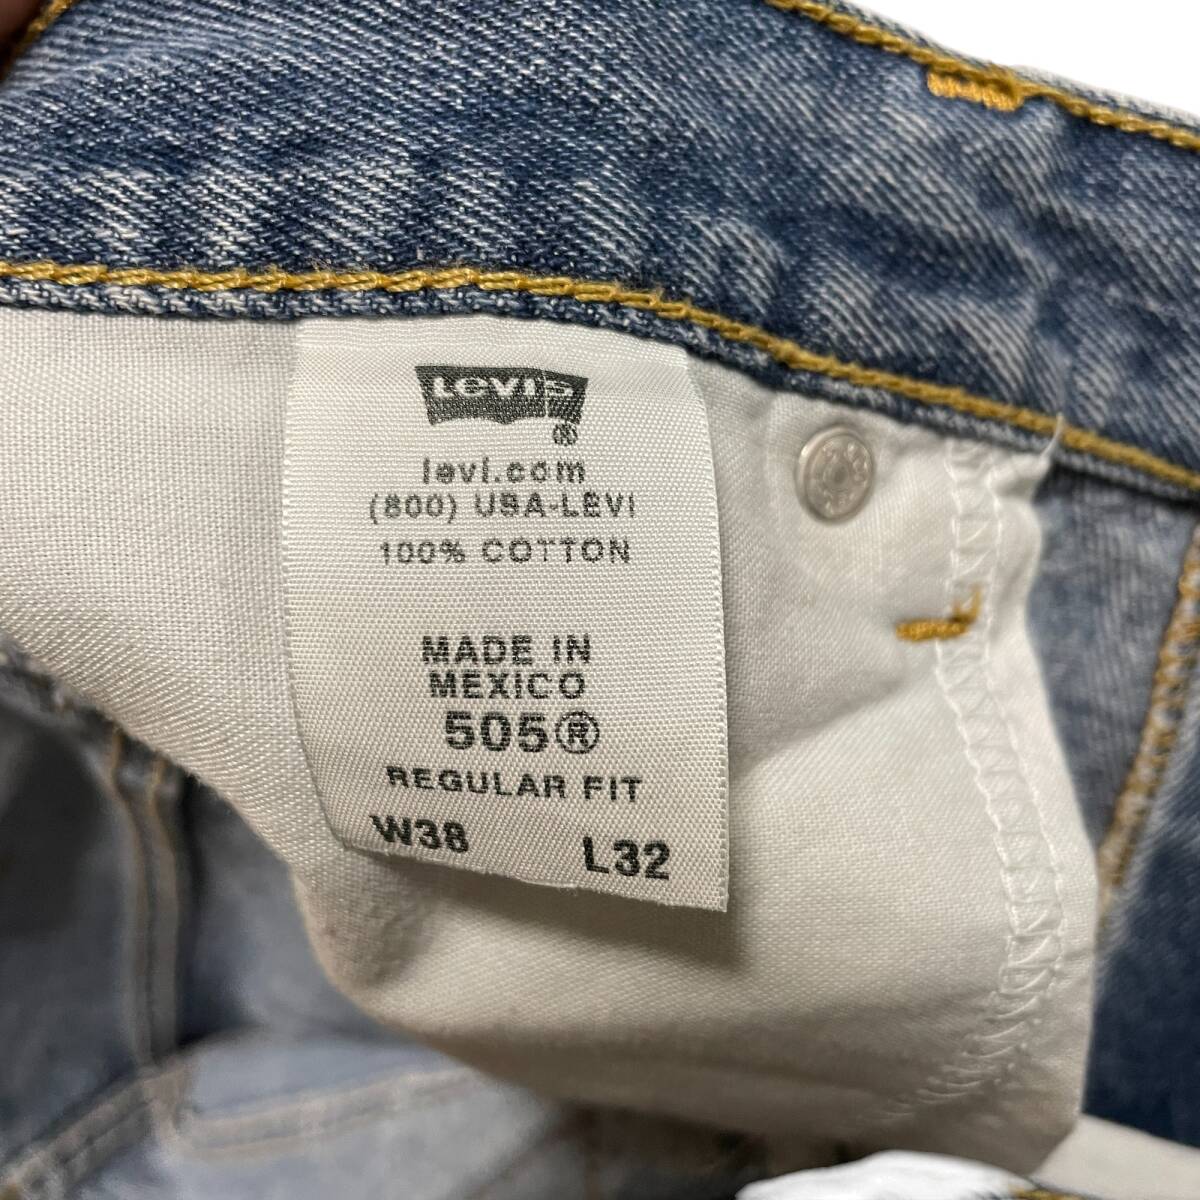 Levi's
®
levi.com
(800) USA-LEVI
100% COTTON
MADE IN
MEXICO
505®
REGULAR FIT
W38 L32